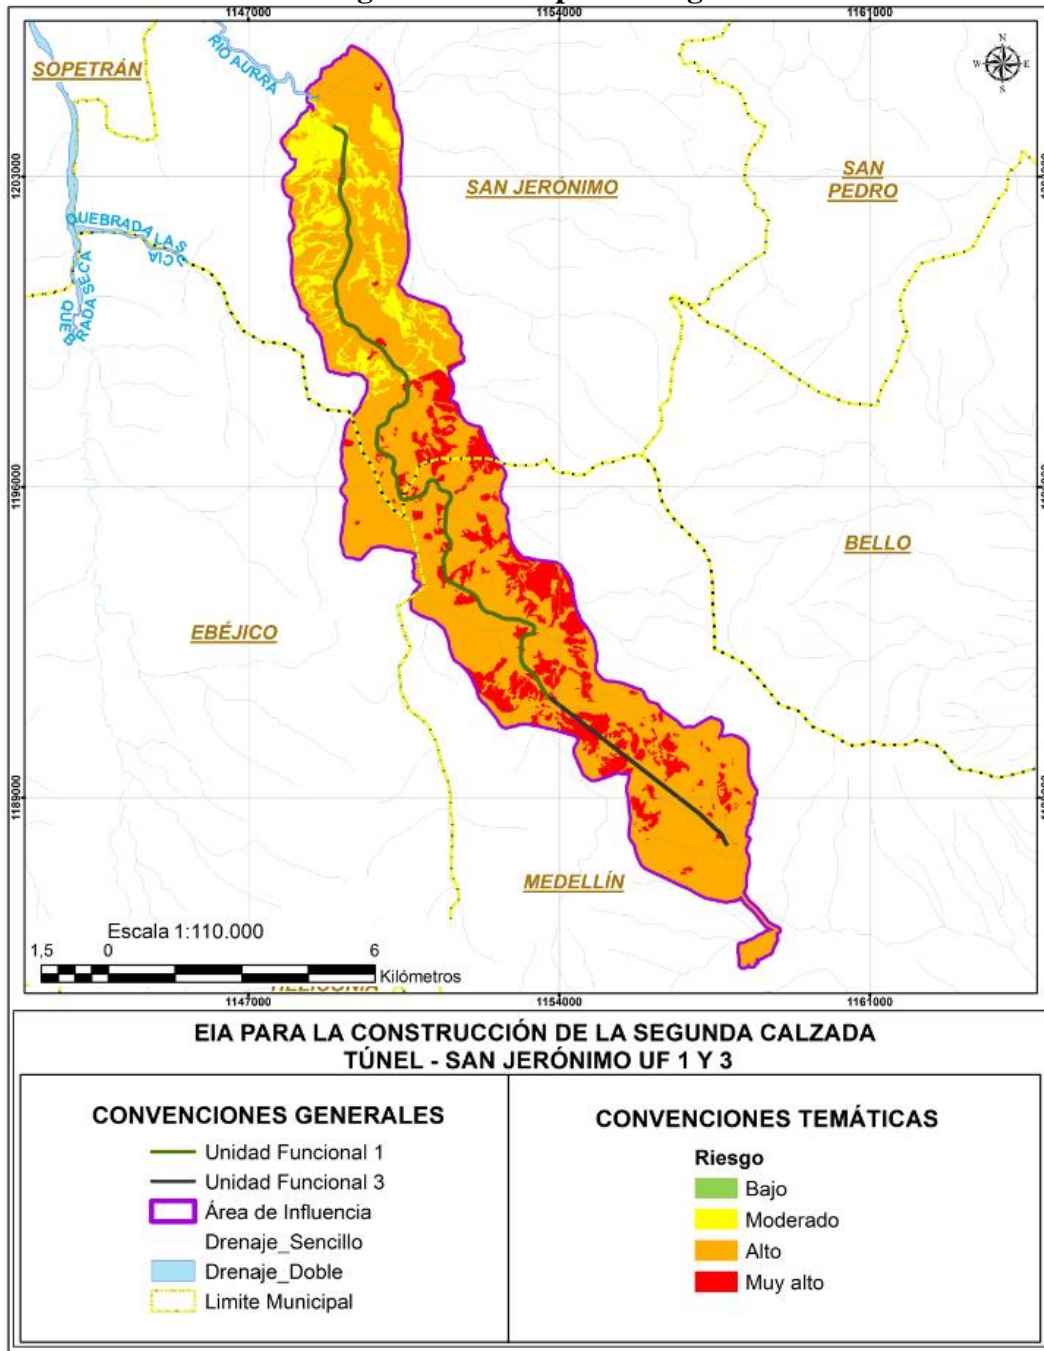 1147000 1154000 1161000
SOPETRÁN
RIO AURRA
N
W E
S
1203000
SAN JERÓNIMO
SAN
PEDRO
QUEBRADA LA S
UCIA
QUEB
RADA SECA
1196000
BELLO
EBÉJICO
1189000
MEDELLÍN
Escala 1:110.000
1,5 0 6
Kilómetros
1147000 1154000 1161000
EIA PARA LA CONSTRUCCIÓN DE LA SEGUNDA CALZADA
TÚNEL - SAN JERÓNIMO UF 1 Y 3
CONVENCIONES GENERALES
Unidad Funcional 1
Unidad Funcional 3
Área de Influencia
Drenaje_Sencillo
Drenaje_Doble
Limite Municipal
CONVENCIONES TEMÁTICAS
Riesgo
Bajo
Moderado
Alto
Muy alto